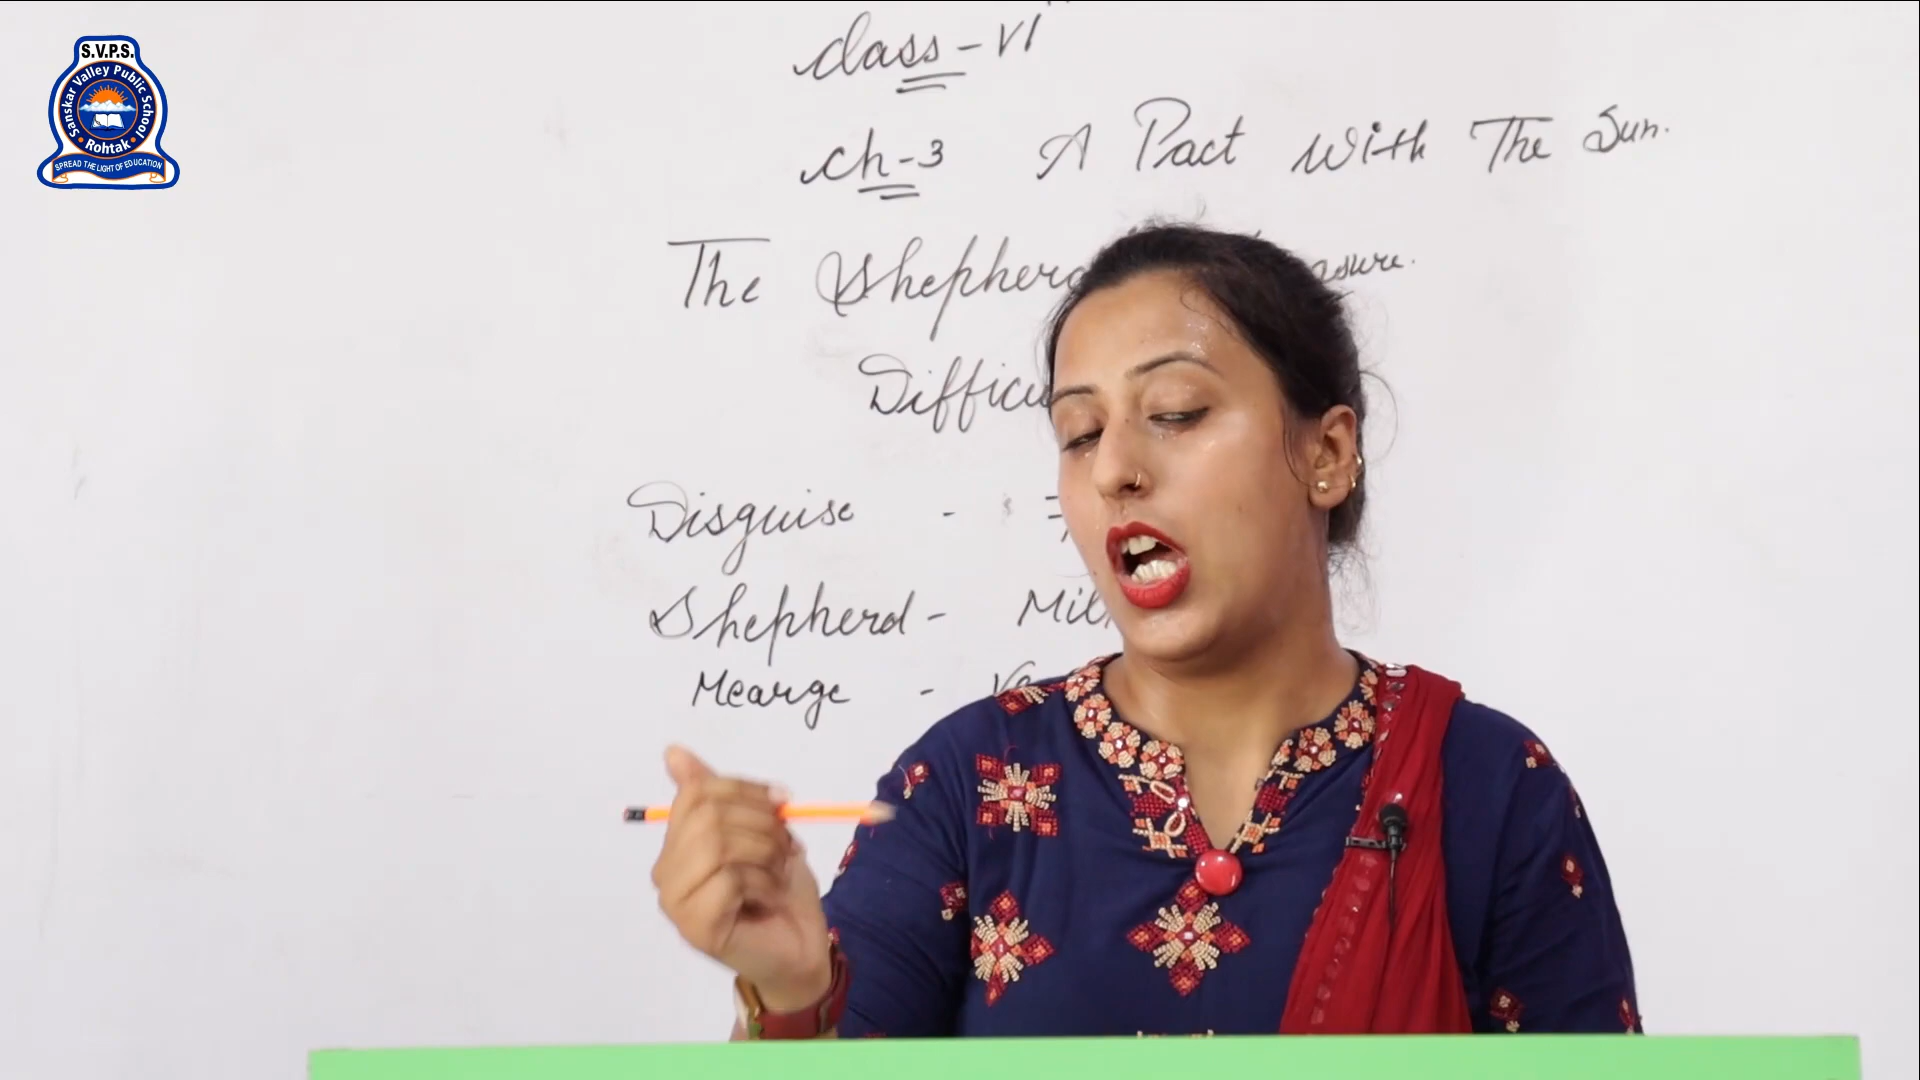 S.V.P.S.
Sanskar Valley Public School
Rohtak
SPREAD THE LIGHT OF EDUCATION
Class - VI
Ch-3 A Pact With The Sun.
The Shepherd
Disguise -
Shepherd -
Mearge -